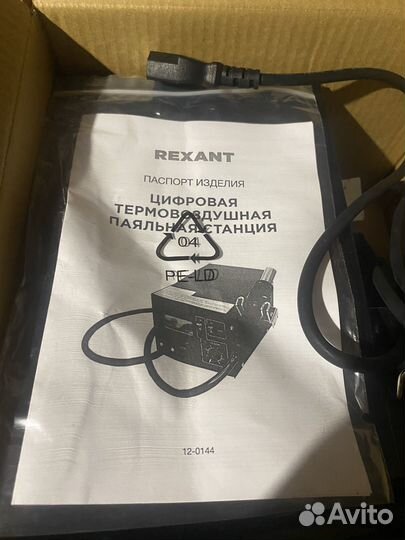 REXANT
ПАСПОРТ ИЗДЕЛИЯ
ЦИФРОВАЯ
ТЕРМОВОЗДУШНАЯ
ПАЯЛЬНАЯ СТАНЦИЯ
04
PE-LD
12-0144
Avito